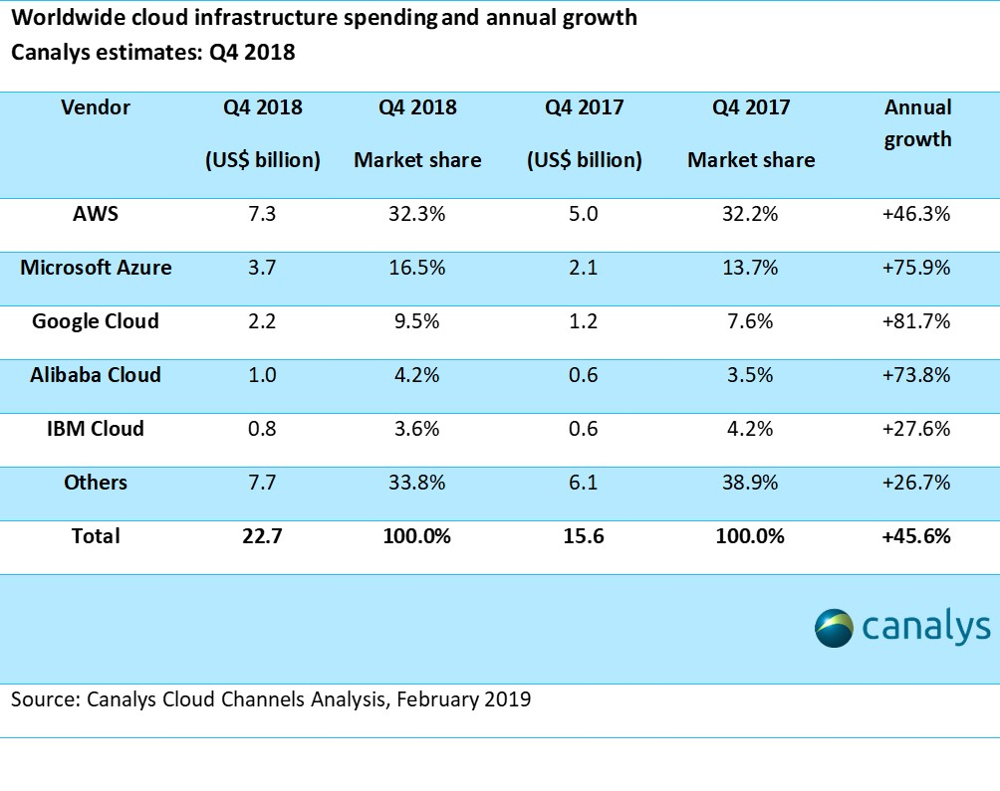 Worldwide cloud infrastructure spending and annual growth
Canalys estimates: Q4 2018
Vendor Q4 2018 Q4 2018 Q4 2017 Q4 2017 Annual
growth
(US$ billion) Market share (US$ billion) Market share
AWS 7.3 32.3% 5.0 32.2% +46.3%
Microsoft Azure 3.7 16.5% 2.1 13.7% +75.9%
Google Cloud 2.2 9.5% 1.2 7.6% +81.7%
Alibaba Cloud 1.0 4.2% 0.6 3.5% +73.8%
IBM Cloud 0.8 3.6% 0.6 4.2% +27.6%
Others 7.7 33.8% 6.1 38.9% +26.7%
Total 22.7 100.0% 15.6 100.0% +45.6%
canalys
Source: Canalys Cloud Channels Analysis, February 2019